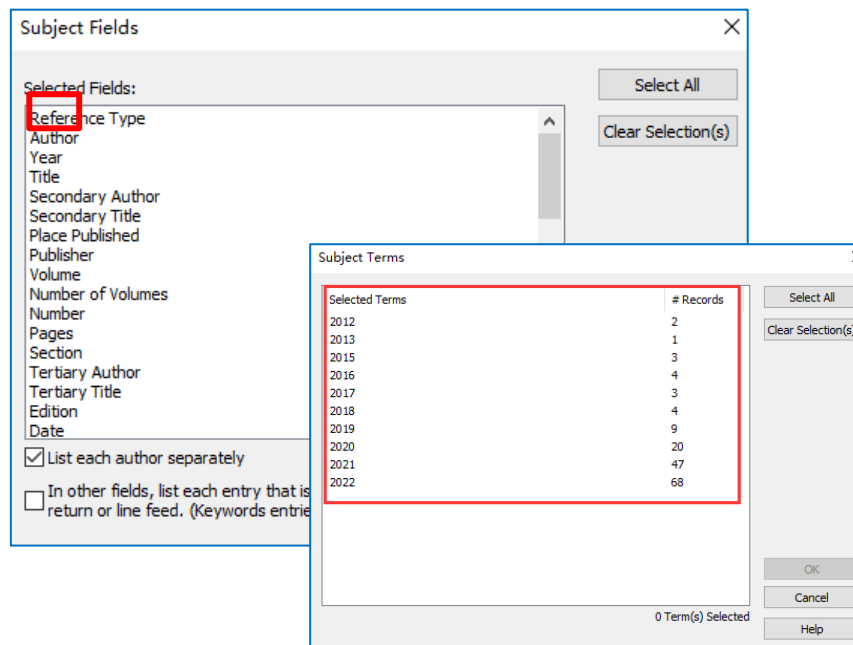 Subject Fields
Selected Fields:
Select All
Clear Selection(s)
Reference Type
Author
Year
Title
Secondary Author
Secondary Title
Place Published
Publisher
Volume
Number of Volumes
Number
Pages
Section
Tertiary Author
Tertiary Title
Edition
Date
List each author separately
In other fields, list each entry that is
return or line feed. (Keywords entrie
Subject Terms
Selected Terms # Records
2012 2
2013 1
2015 3
2016 4
2017 3
2018 4
2019 9
2020 20
2021 47
2022 68
Select All
Clear Selection(s)
0 Term(s) Selected
OK
Cancel
Help